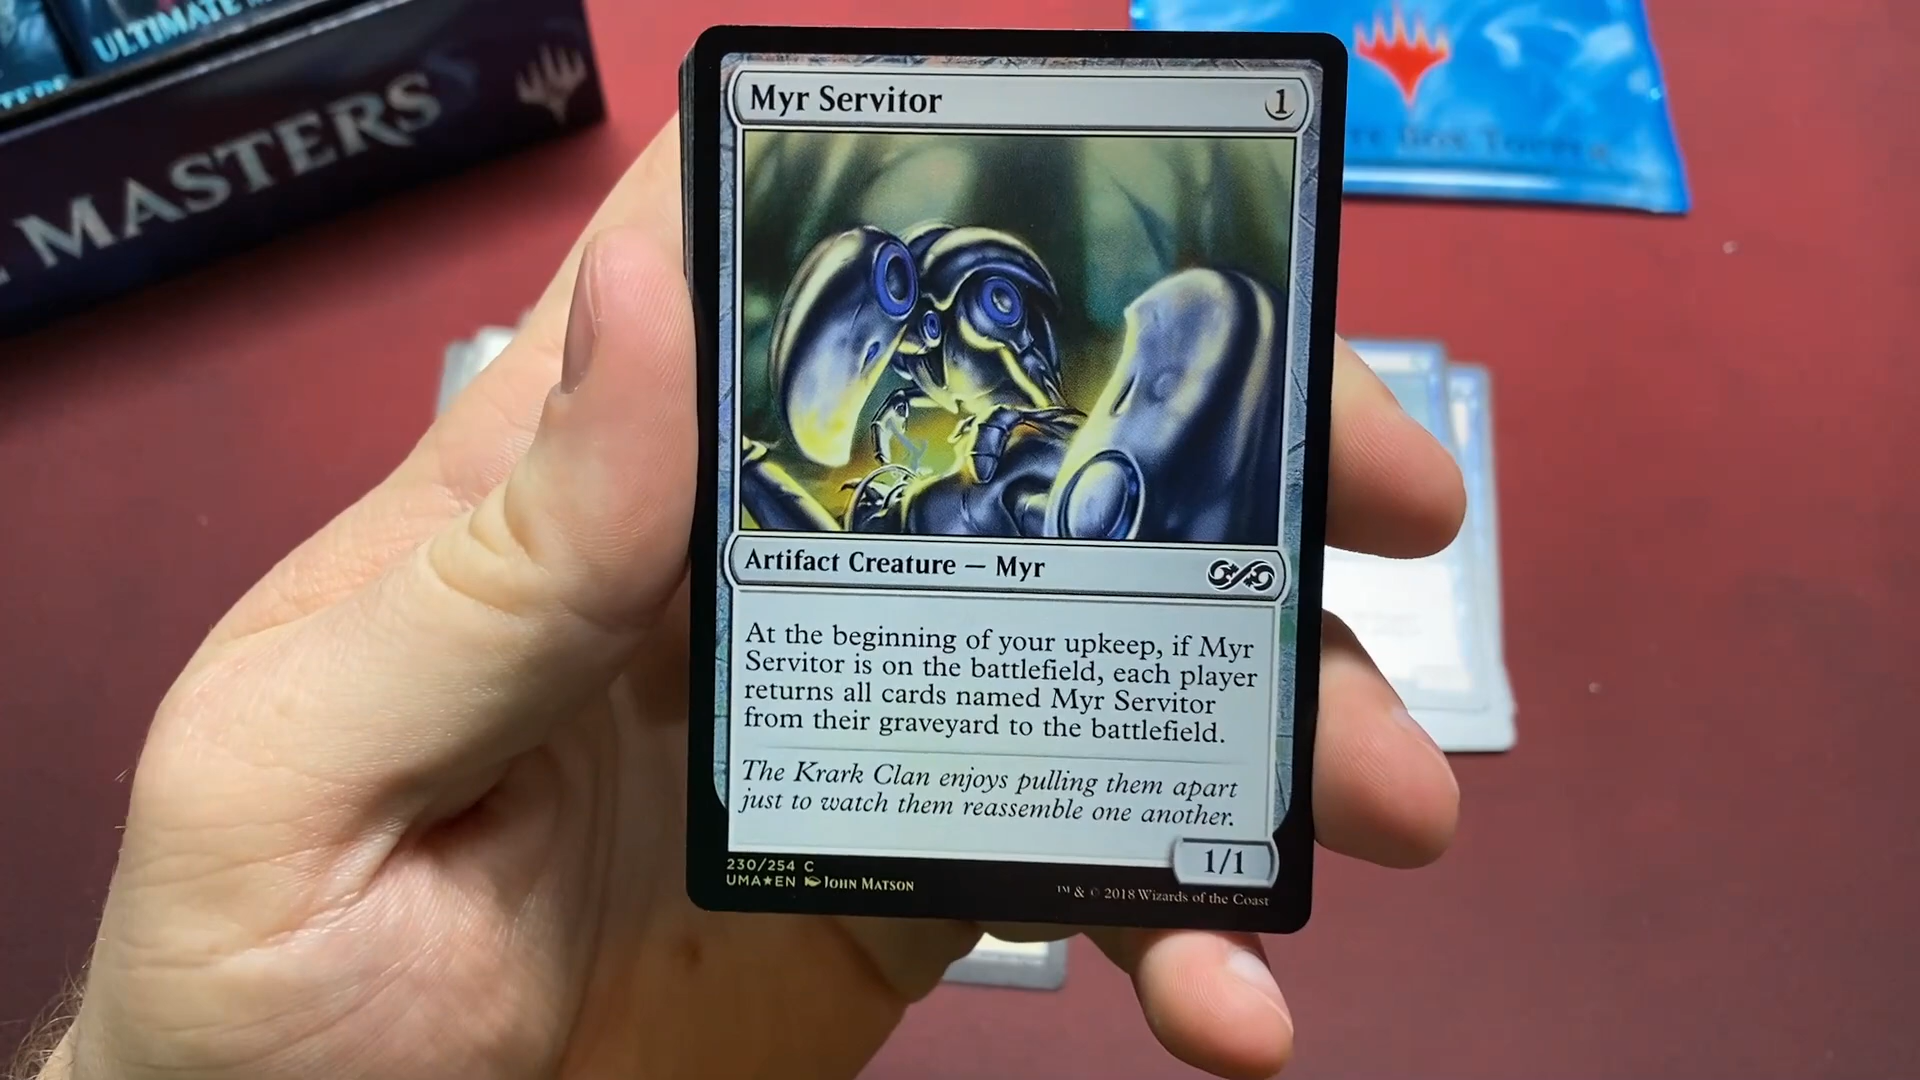 ULTIMATE
MASTERS
Myr Servitor
1
Artifact Creature — Myr
At the beginning of your upkeep, if Myr
Servitor is on the battlefield, each player
returns all cards named Myr Servitor
from their graveyard to the battlefield.
The Krark Clan enjoys pulling them apart
just to watch them reassemble one another.
1/1
230/254 C
UMA★EN JOHN MATSON
™ & © 2018 Wizards of the Coast